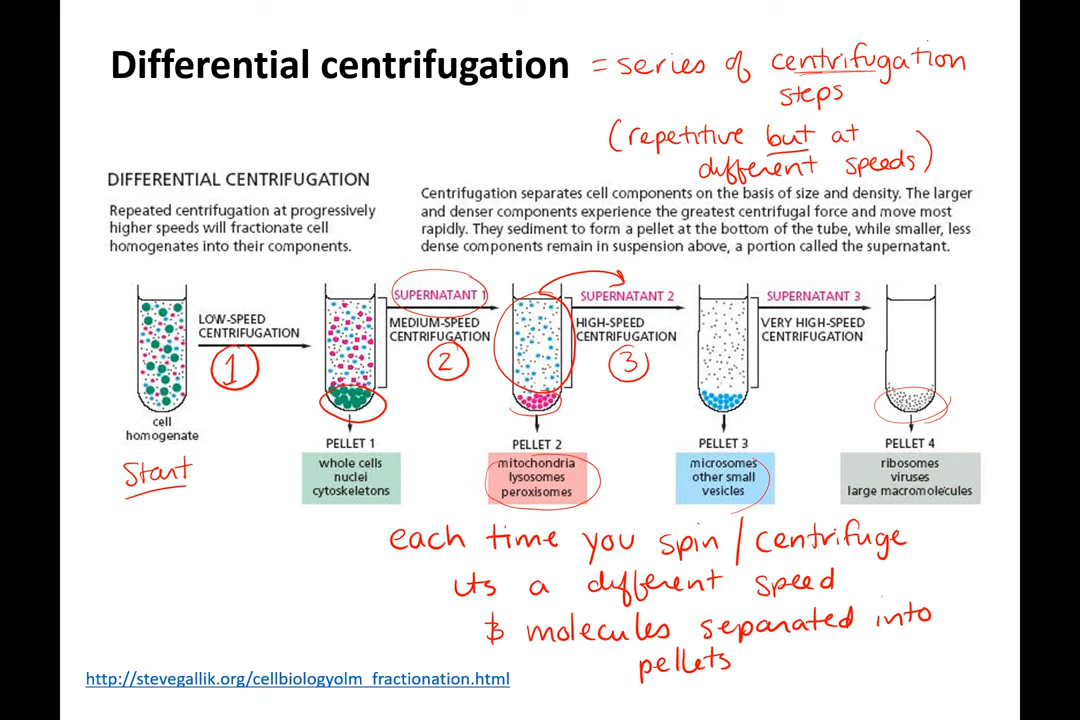 Differential centrifugation
= series of centrifugation
steps
(repetitive but at
different speeds)
DIFFERENTIAL CENTRIFUGATION
Repeated centrifugation at progressively
higher speeds will fractionate cell
homogenates into their components.
Centrifugation separates cell components on the basis of size and density. The larger
and denser components experience the greatest centrifugal force and move most
rapidly. They sediment to form a pellet at the bottom of the tube, while smaller, less
dense components remain in suspension above, a portion called the supernatant.
LOW-SPEED
CENTRIFUGATION
1
SUPERNATANT 1
MEDIUM-SPEED
CENTRIFUGATION
2
SUPERNATANT 2
HIGH-SPEED
CENTRIFUGATION
3
SUPERNATANT 3
VERY HIGH-SPEED
CENTRIFUGATION
cell
homogenate
Start
PELLET 1
whole cells
nuclei
cytoskeletons
PELLET 2
mitochondria
lysosomes
peroxisomes
PELLET 3
microsomes
other small
vesicles
PELLET 4
ribosomes
viruses
large macromolecules
each time you spin / centrifuge
its a different speed
& molecules separated into
pellets
http://stevegallik.org/cellbiologyolm_fractionation.html